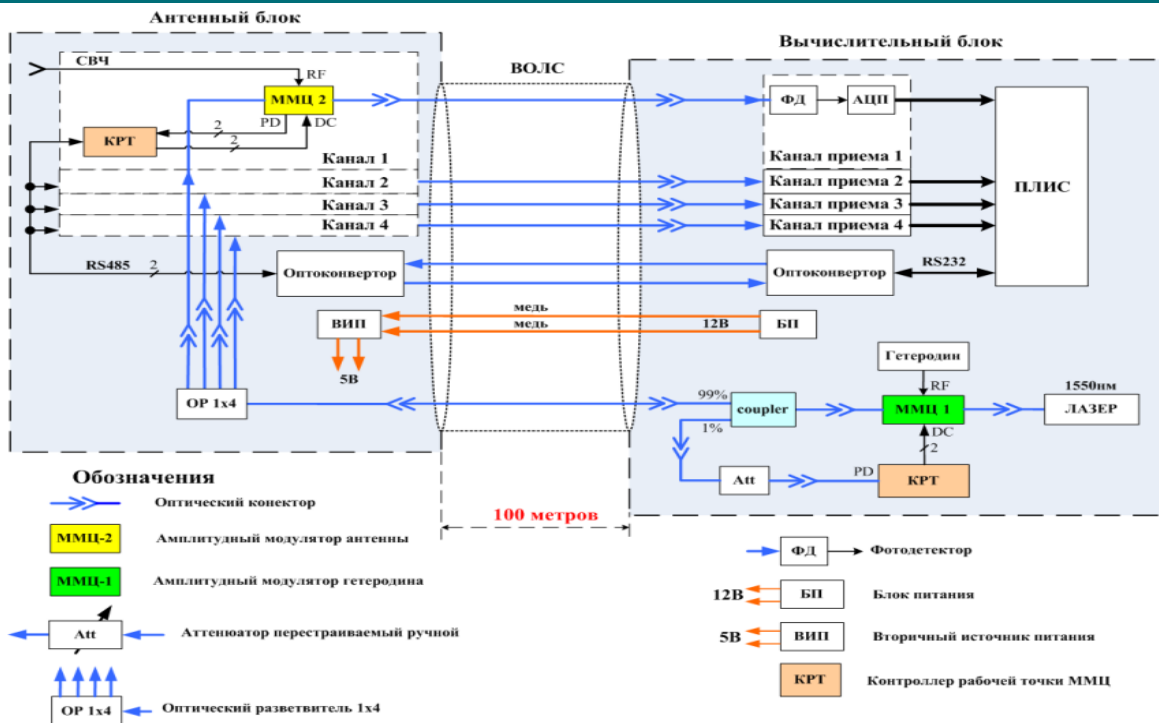 Антенный блок
СВЧ
RF
ММЦ 2
PD
DC
2
2
КРТ
Канал 1
Канал 2
Канал 3
Канал 4
RS485
2
Оптоконвертор
ВИП
5В
ОР 1x4
ВОЛС
медь
медь
100 метров
Вычислительный блок
ФД
АЦП
Канал приема 1
Канал приема 2
Канал приема 3
Канал приема 4
ПЛИС
Оптоконвертор
RS232
12В
БП
Гетеродин
RF
1550нм
99%
coupler
ММЦ 1
ЛАЗЕР
1%
DC
2
Att
PD
КРТ
Обозначения
Оптический конектор
ММЦ-2
Амплитудный модулятор антенны
ММЦ-1
Амплитудный модулятор гетеродина
Att
Аттенюатор перестраиваемый ручной
ОР 1x4
Оптический разветвитель 1x4
ФД
Фотодетектор
12В
БП
Блок питания
5В
ВИП
Вторичный источник питания
КРТ
Контроллер рабочей точки ММЦ